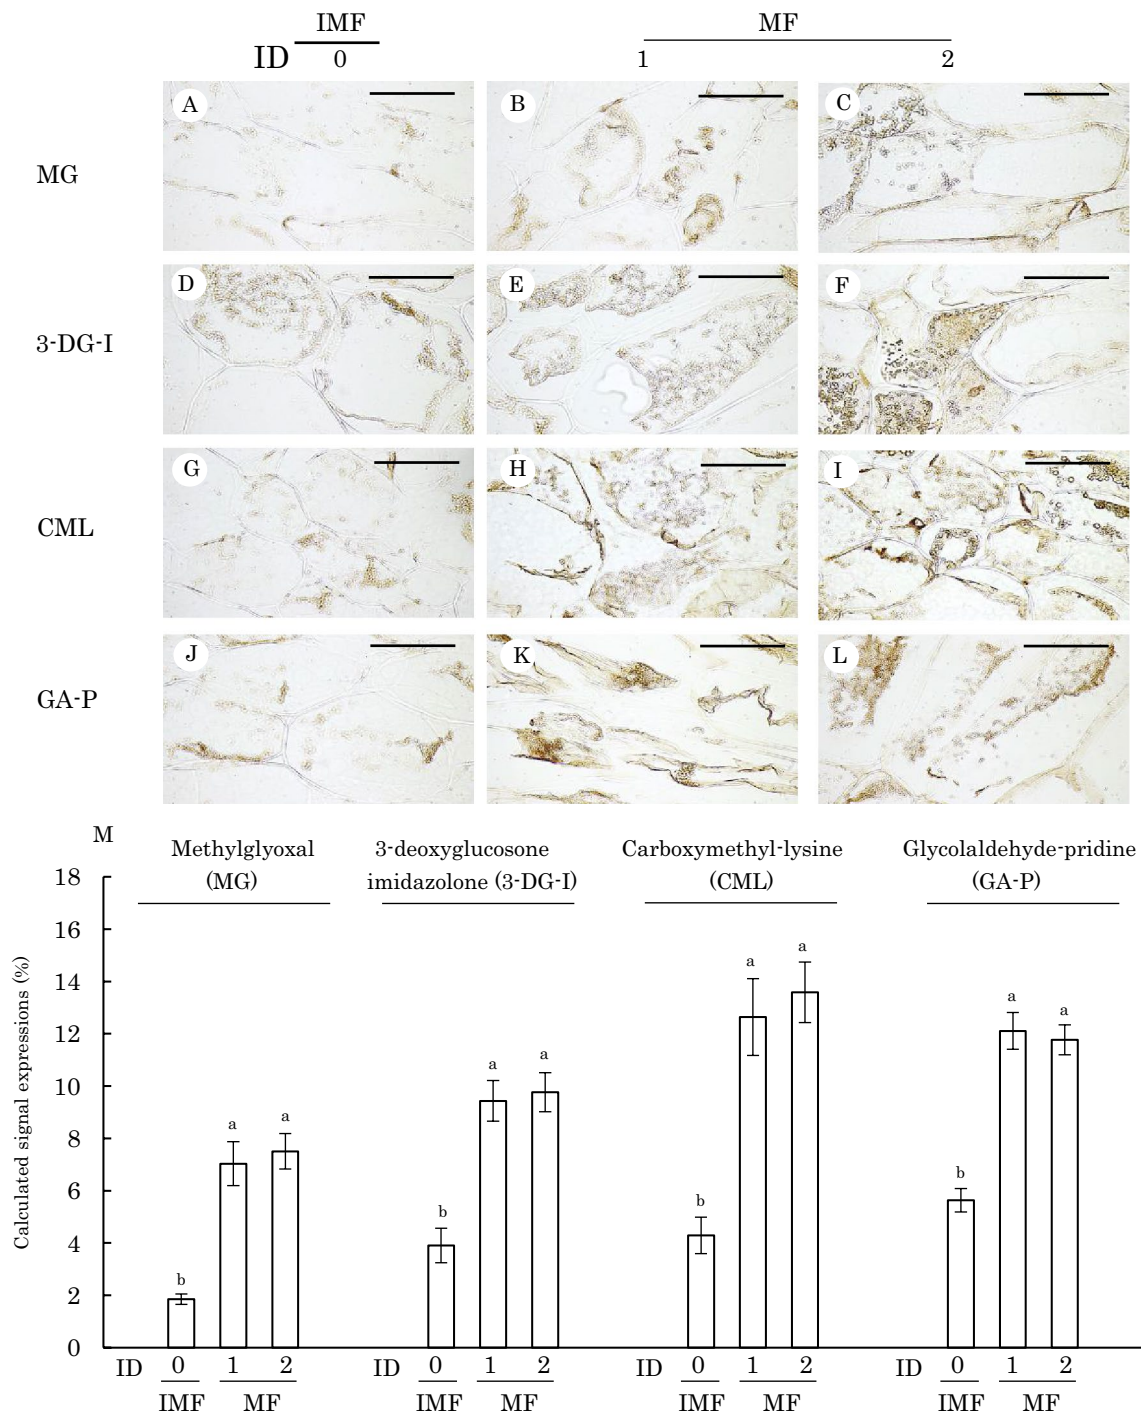 IMF MF
ID 0 1 2
A B C
MG
D E F
3-DG-I
G H I
CML
J K L
GA-P
M
Methylglyoxal 3-deoxyglucosone Carboxymethyl-lysine Glycolaldehyde-pridine
(MG) imidazolone (3-DG-I) (CML) (GA-P)
Calculated signal expressions (%)
18
16
14
12
10
8
6
4
2
0
b a a b a a b a a b a a
ID 0 1 2 ID 0 1 2 ID 0 1 2 ID 0 1 2
IMF MF IMF MF IMF MF IMF MF